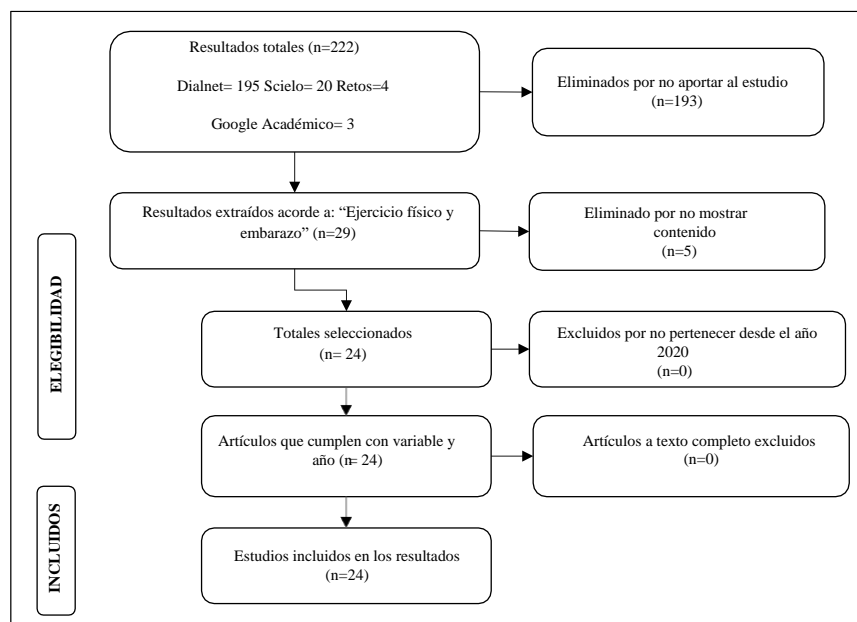 Resultados totales (n=222)
Dialnet= 195 Scielo= 20 Retos=4
Google Académico= 3
Eliminados por no aportar al estudio
(n=193)
Resultados extraídos acorde a: “Ejercicio físico y
embarazo” (n=29)
Eliminado por no mostrar
contenido
(n=5)
ELEGIBILIDAD
Totales seleccionados
(n= 24)
Excluidos por no pertenecer desde el año
2020
(n=0)
Artículos que cumplen con variable y
año (n= 24)
Artículos a texto completo excluidos
(n=0)
INCLUIDOS
Estudios incluidos en los resultados
(n=24)